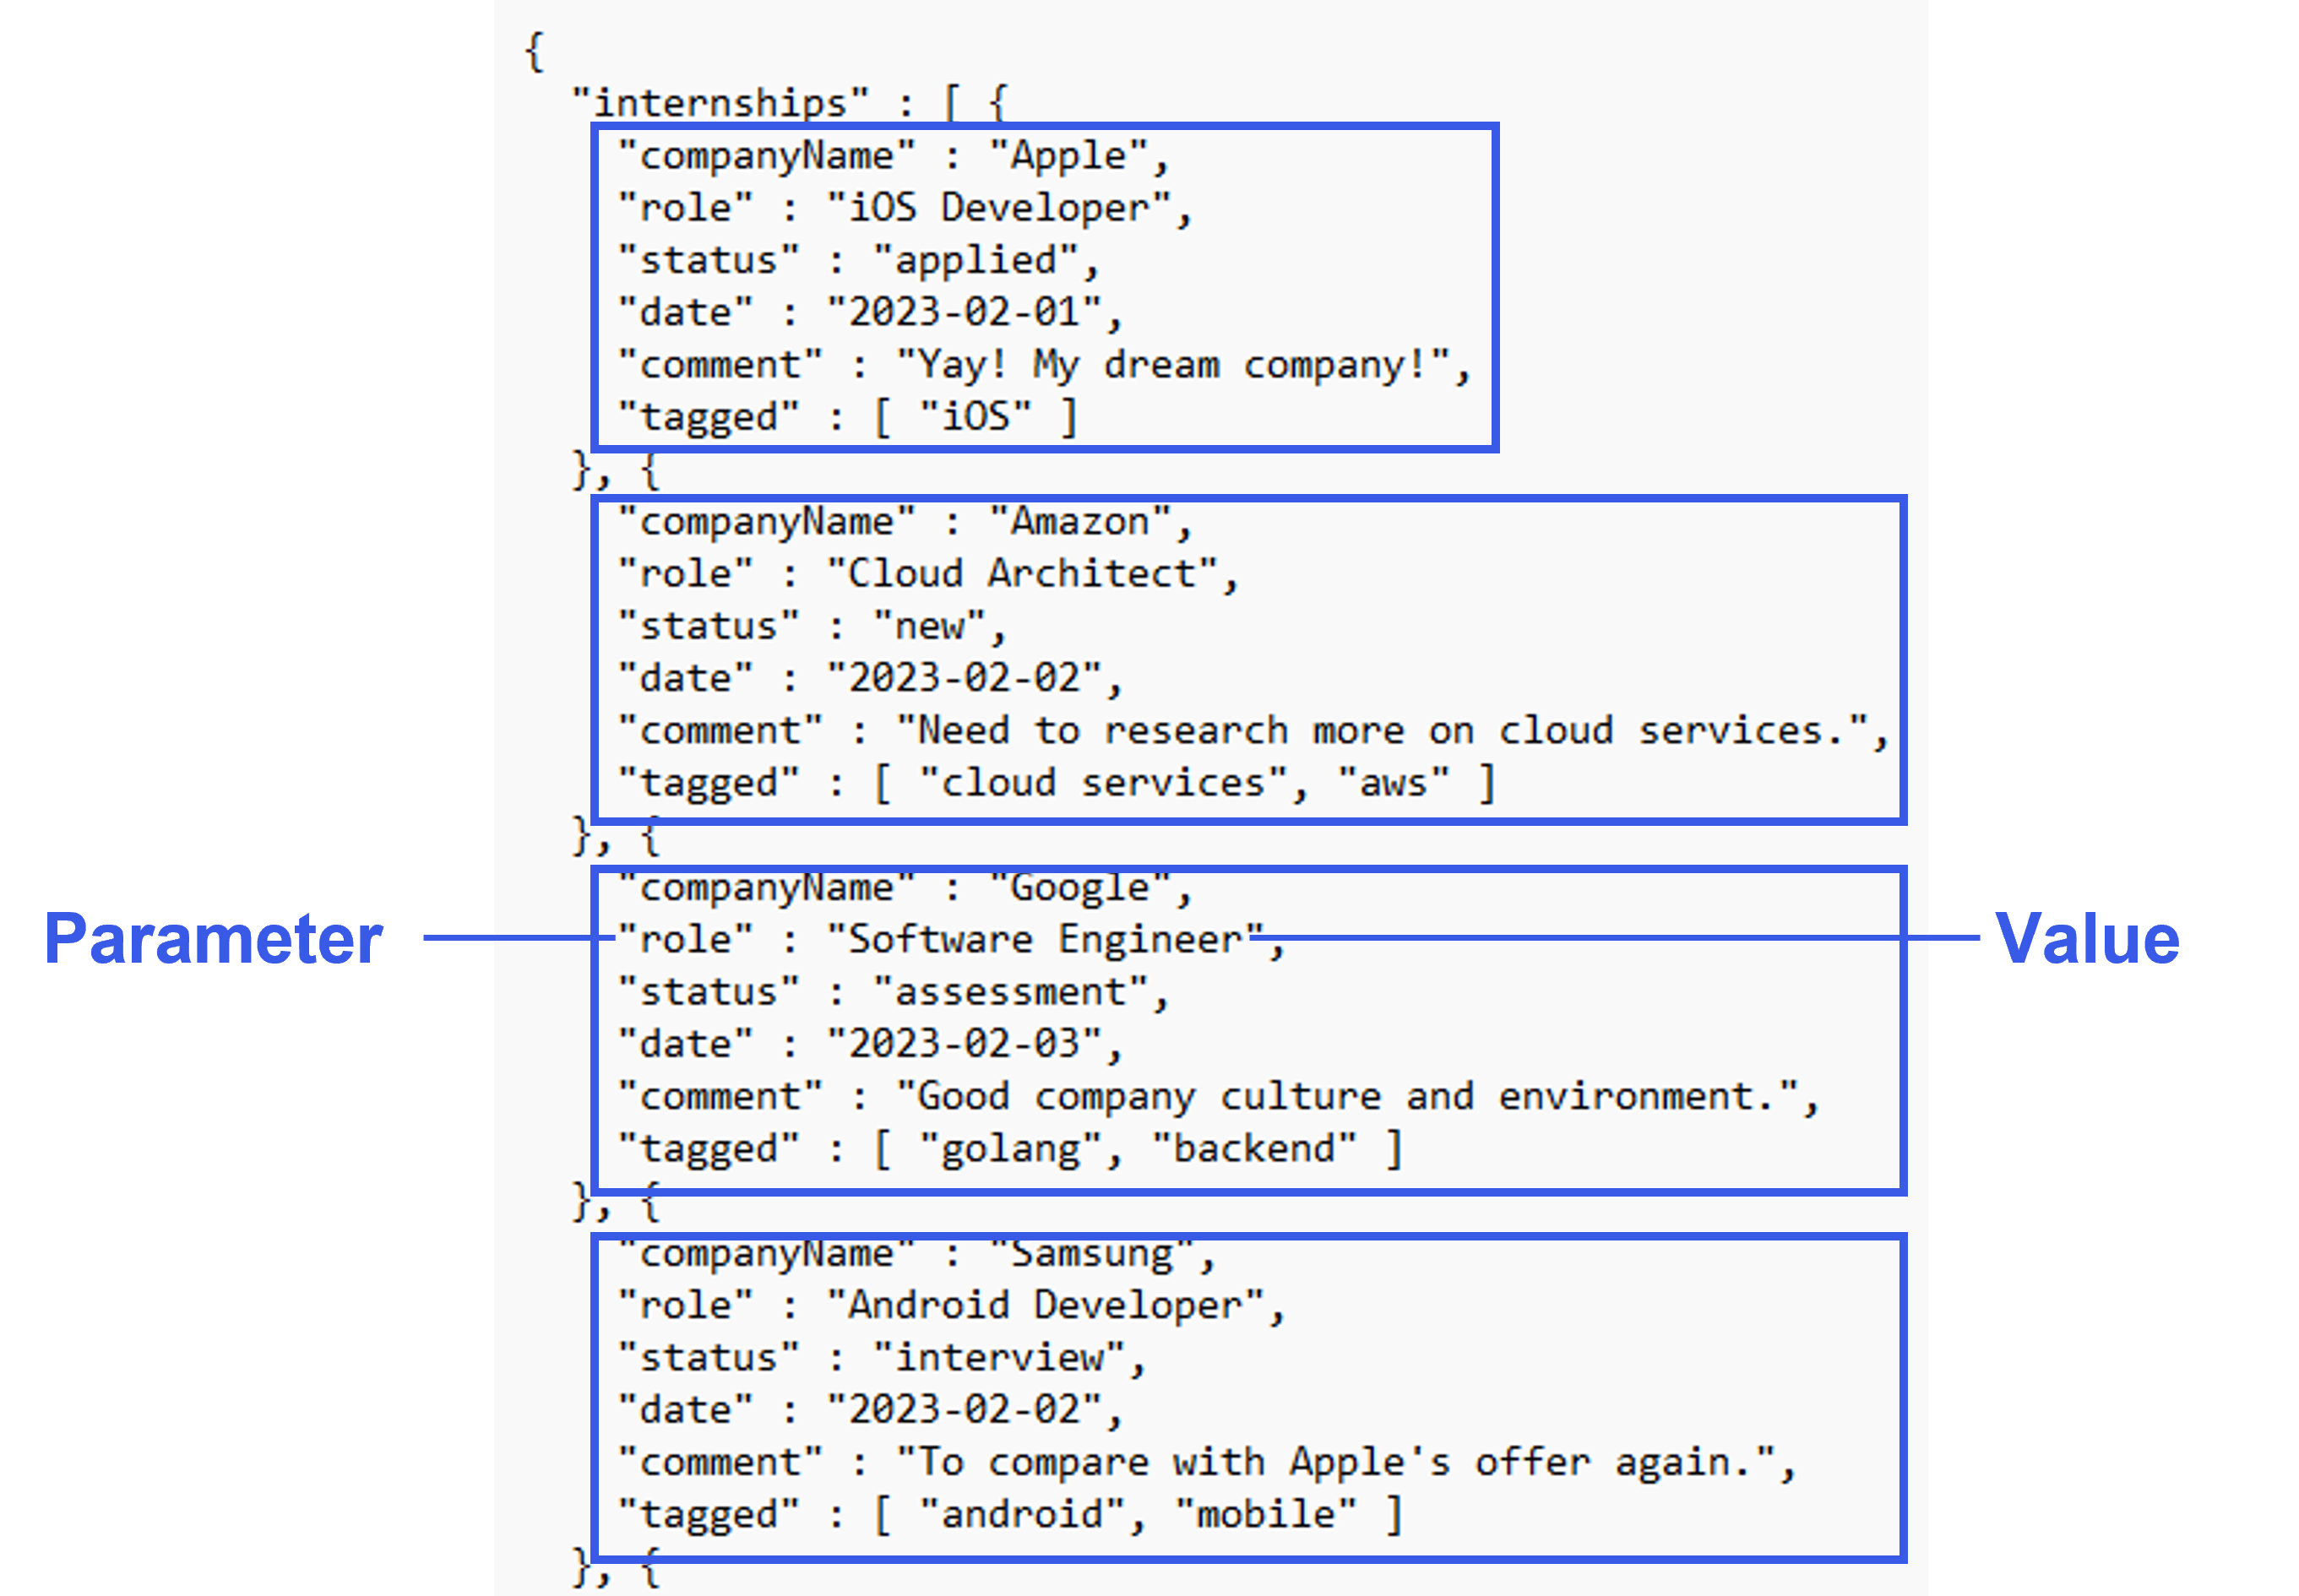 {
  "internships" : [ {
    "companyName" : "Apple",
    "role" : "iOS Developer",
    "status" : "applied",
    "date" : "2023-02-01",
    "comment" : "Yay! My dream company!",
    "tagged" : [ "iOS" ]
  }, {
    "companyName" : "Amazon",
    "role" : "Cloud Architect",
    "status" : "new",
    "date" : "2023-02-02",
    "comment" : "Need to research more on cloud services.",
    "tagged" : [ "cloud services", "aws" ]
  }, {
    "companyName" : "Google",
Parameter "role" : "Software Engineer", Value
    "status" : "assessment",
    "date" : "2023-02-03",
    "comment" : "Good company culture and environment.",
    "tagged" : [ "golang", "backend" ]
  }, {
    "companyName" : "Samsung",
    "role" : "Android Developer",
    "status" : "interview",
    "date" : "2023-02-02",
    "comment" : "To compare with Apple's offer again.",
    "tagged" : [ "android", "mobile" ]
  }, {